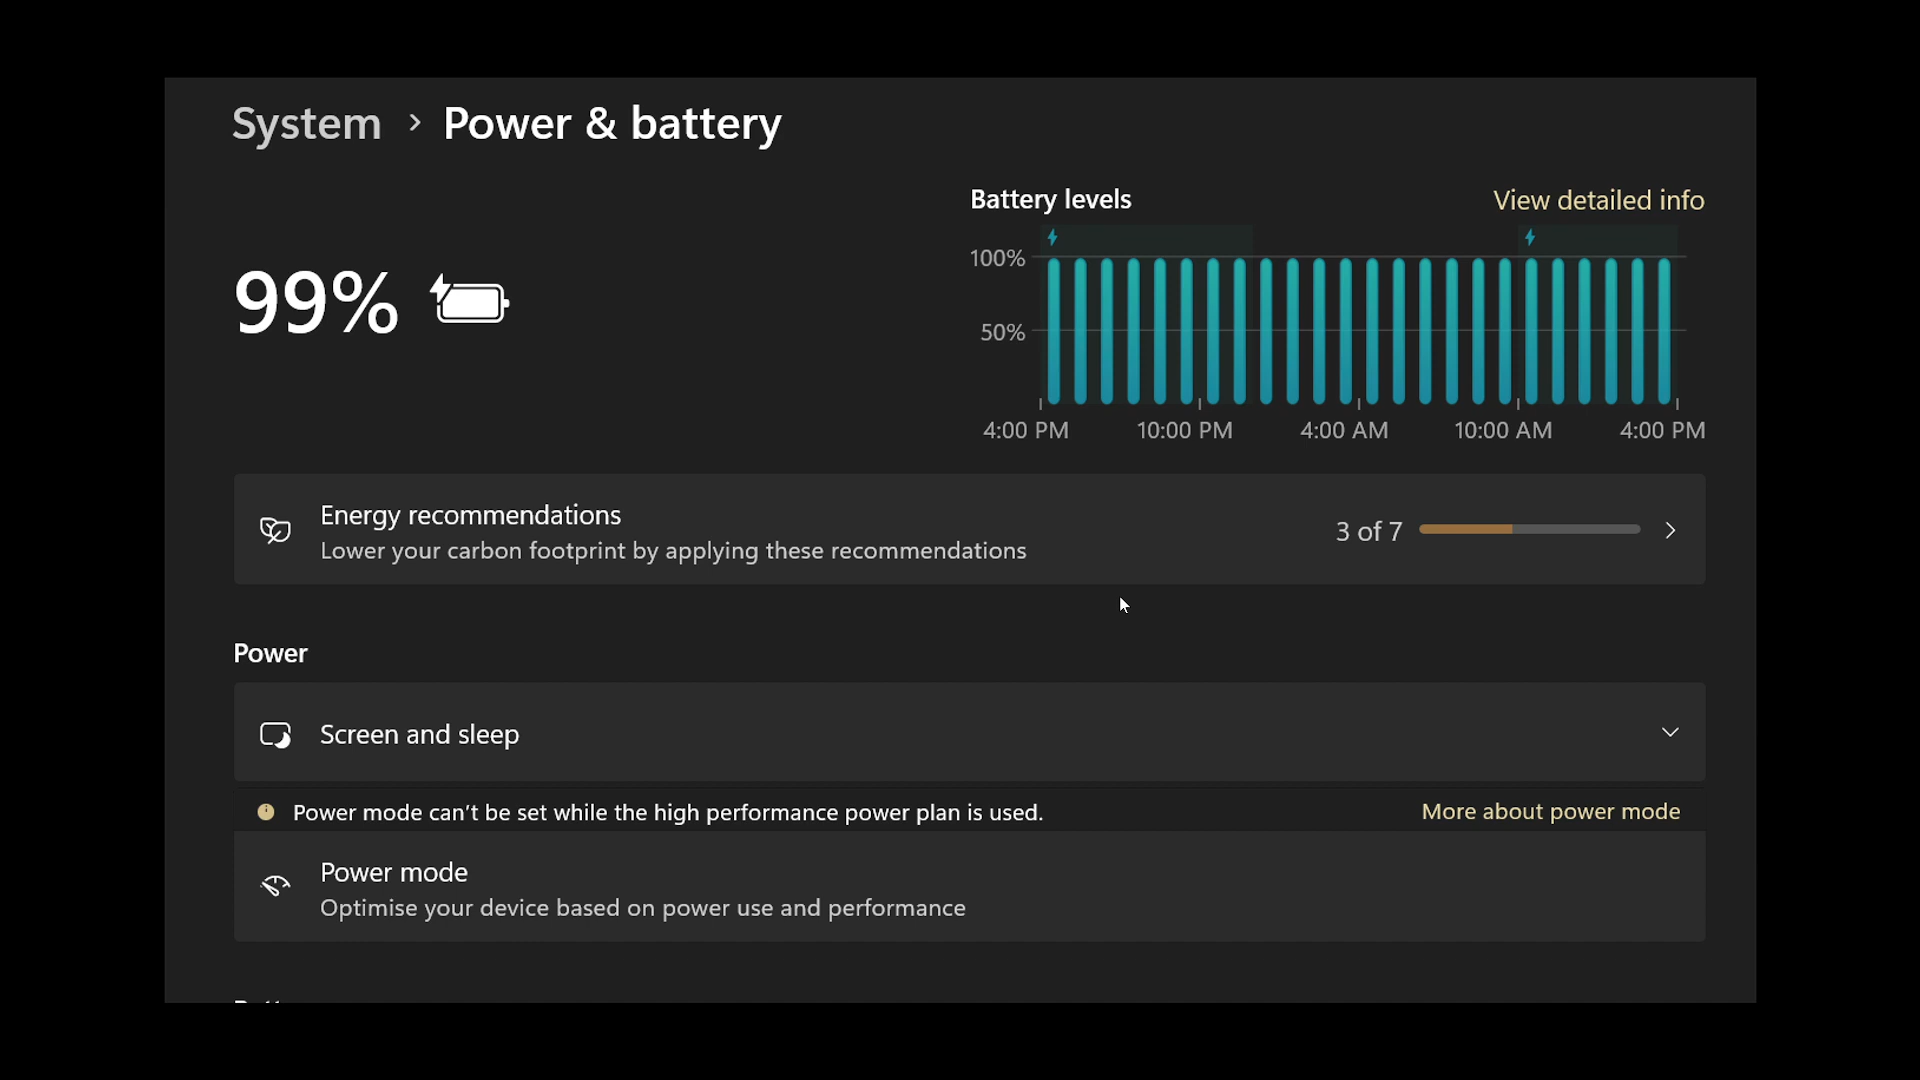 System > Power & battery
Battery levels
View detailed info
99%
100%
50%
4:00 PM 10:00 PM 4:00 AM 10:00 AM 4:00 PM
Energy recommendations
Lower your carbon footprint by applying these recommendations
3 of 7
Power
Screen and sleep
Power mode can't be set while the high performance power plan is used.
More about power mode
Power mode
Optimise your device based on power use and performance